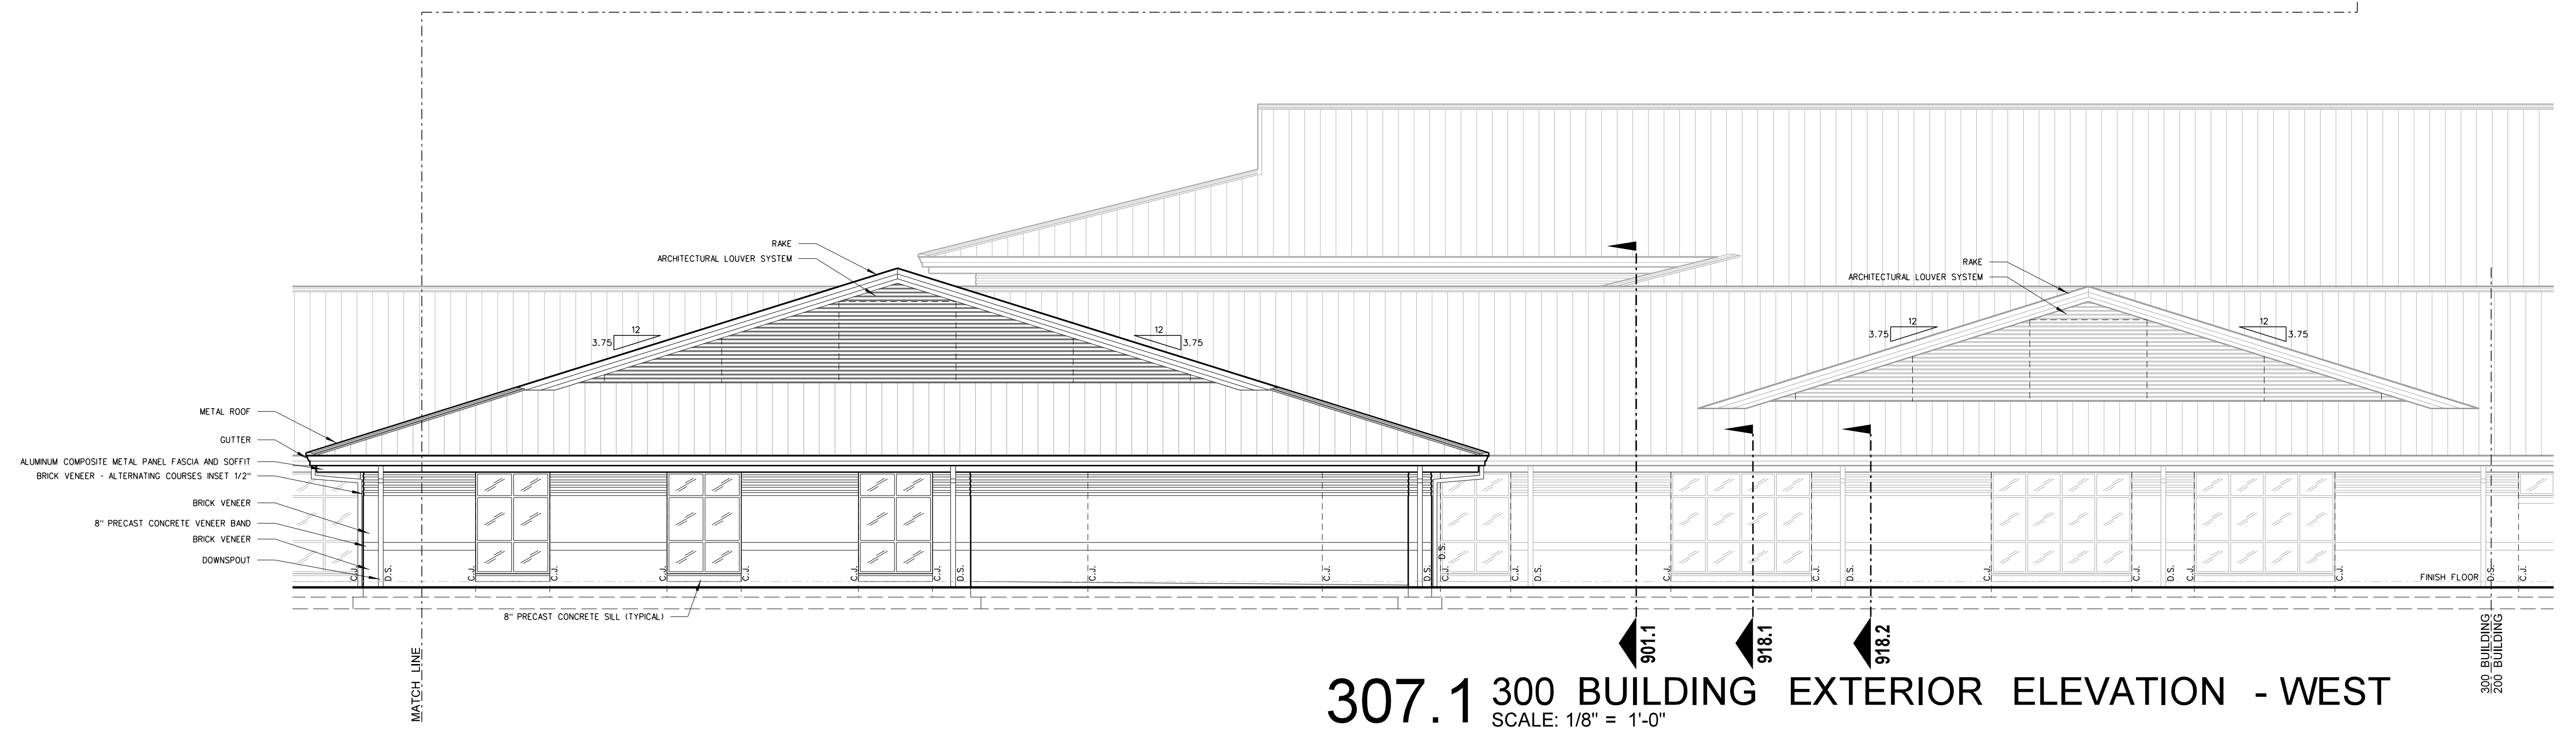 RAKE
ARCHITECTURAL LOUVER SYSTEM
RAKE
ARCHITECTURAL LOUVER SYSTEM
12
3.75
12
3.75
12
3.75
12
3.75
METAL ROOF
GUTTER
ALUMINUM COMPOSITE METAL PANEL FASCIA AND SOFFIT
BRICK VENEER - ALTERNATING COURSES INSET 1/2"
BRICK VENEER
8" PRECAST CONCRETE VENEER BAND
BRICK VENEER
DOWNSPOUT
C.J.
D.S.
C.J.
C.J.
C.J.
C.J.
C.J.
C.J.
D.S.
C.J.
C.J.
D.S.
D.S.
C.J.
C.J.
D.S.
C.J.
C.J.
D.S.
C.J.
C.J.
D.S.
C.J.
C.J.
FINISH FLOOR
D.S.
C.J.
8" PRECAST CONCRETE SILL (TYPICAL)
MATCH LINE
901.1
918.1
918.2
300 BUILDING
200 BUILDING
307.1
300 BUILDING EXTERIOR ELEVATION - WEST
SCALE: 1/8" = 1'-0"